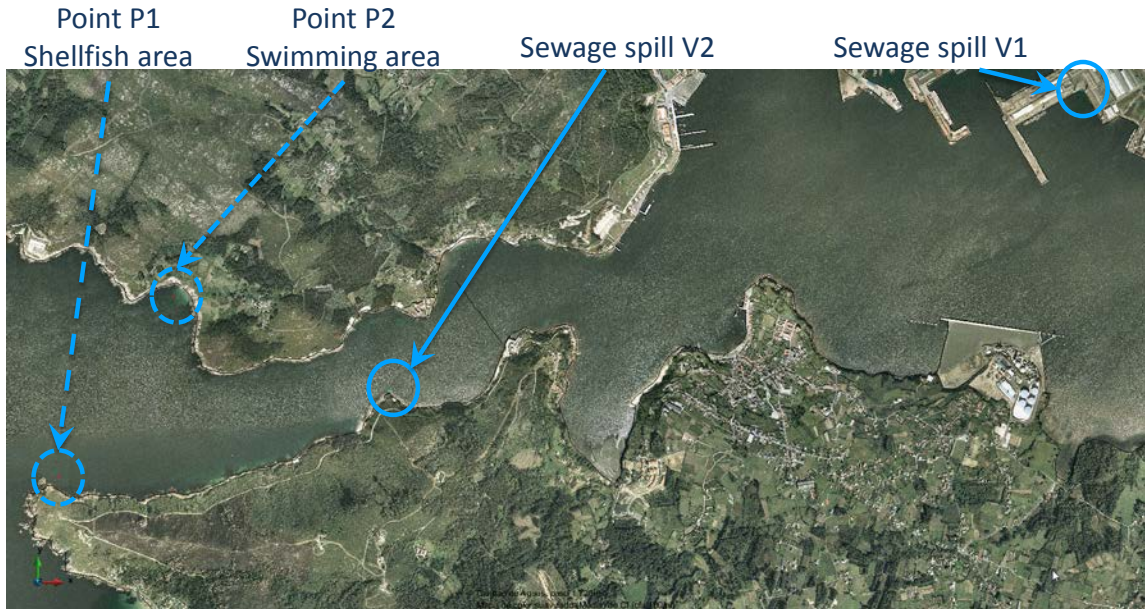 Point P1
Shellfish area
Point P2
Swimming area
Sewage spill V2
Sewage spill V1